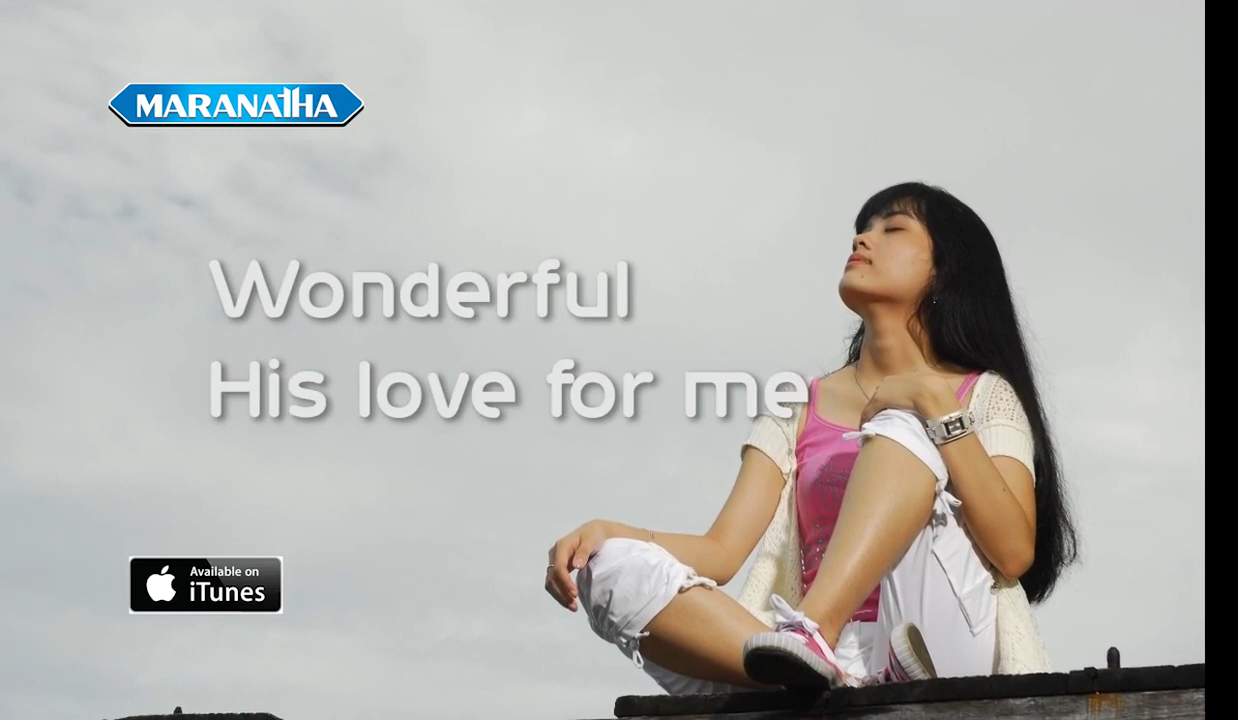 MARANATHA
Wonderful
His love for me
Available on
iTunes